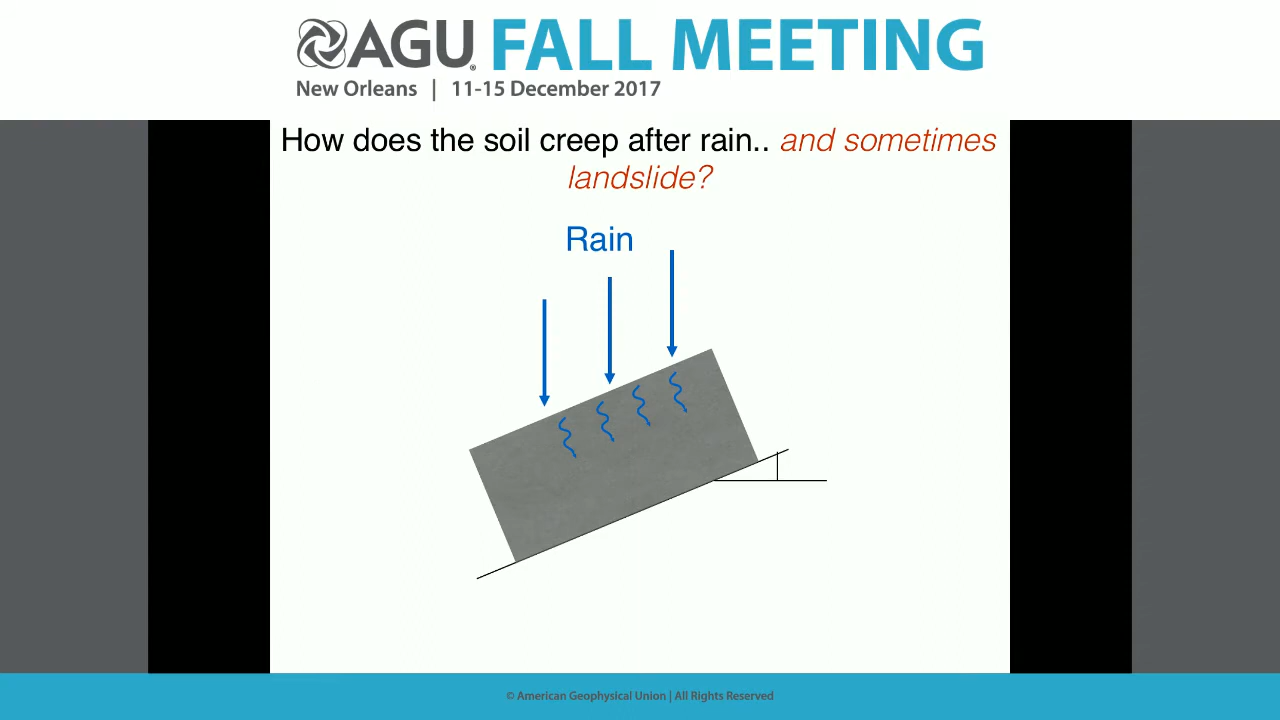 AGU® FALL MEETING
New Orleans | 11-15 December 2017
How does the soil creep after rain.. and sometimes
landslide?
Rain
© American Geophysical Union | All Rights Reserved